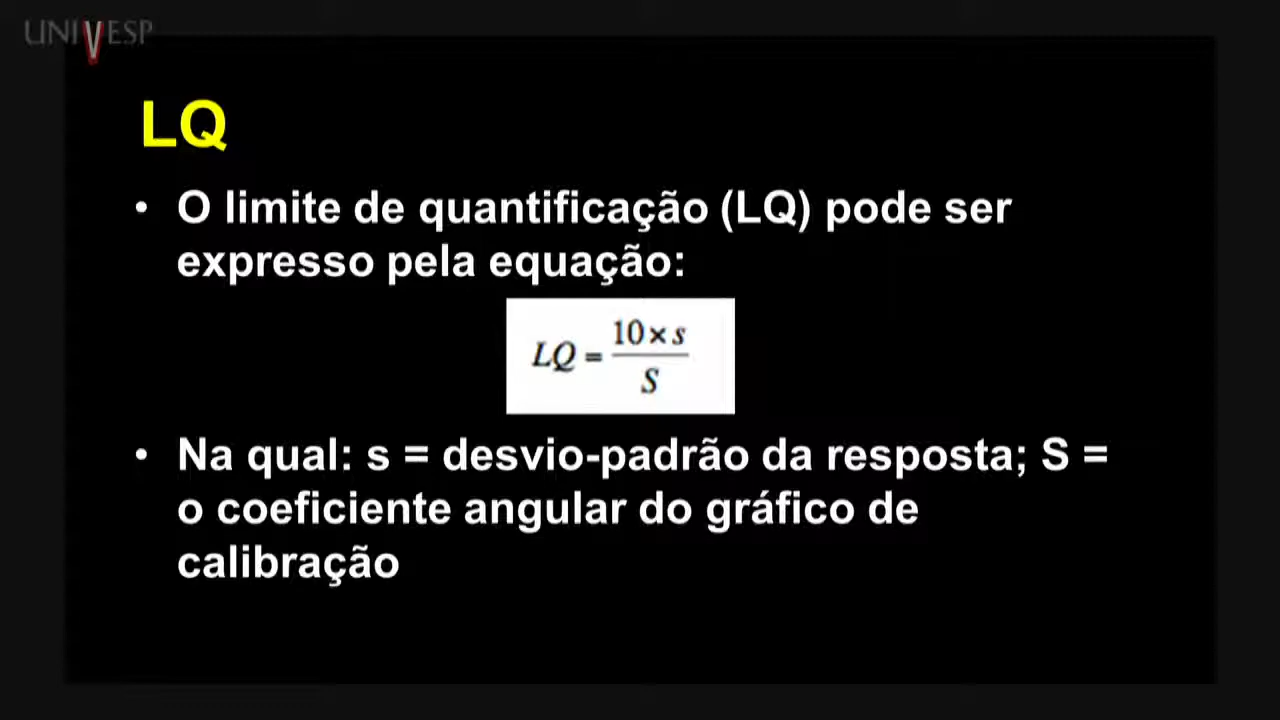 UNIVESP
LQ
• O limite de quantificação (LQ) pode ser
expresso pela equação:
LQ = 10 × s / S
• Na qual: s = desvio-padrão da resposta; S =
o coeficiente angular do gráfico de
calibração